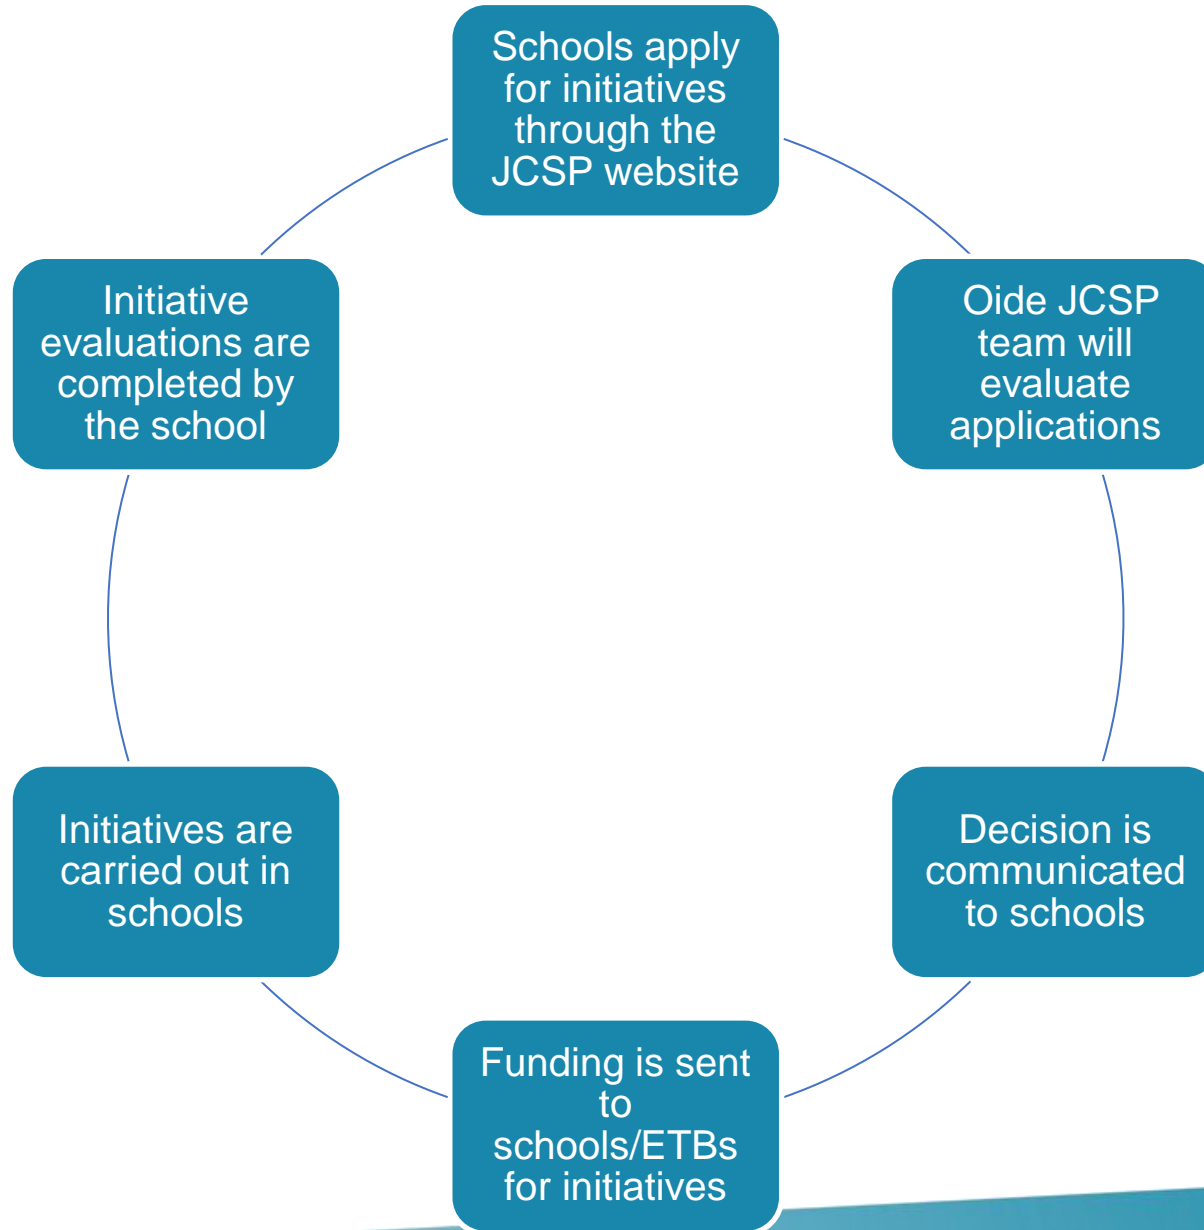 Schools apply
for initiatives
through the
JCSP website
Oide JCSP
team will
evaluate
applications
Decision is
communicated
to schools
Funding is sent
to
schools/ETBs
for initiatives
Initiatives are
carried out in
schools
Initiative
evaluations are
completed by
the school